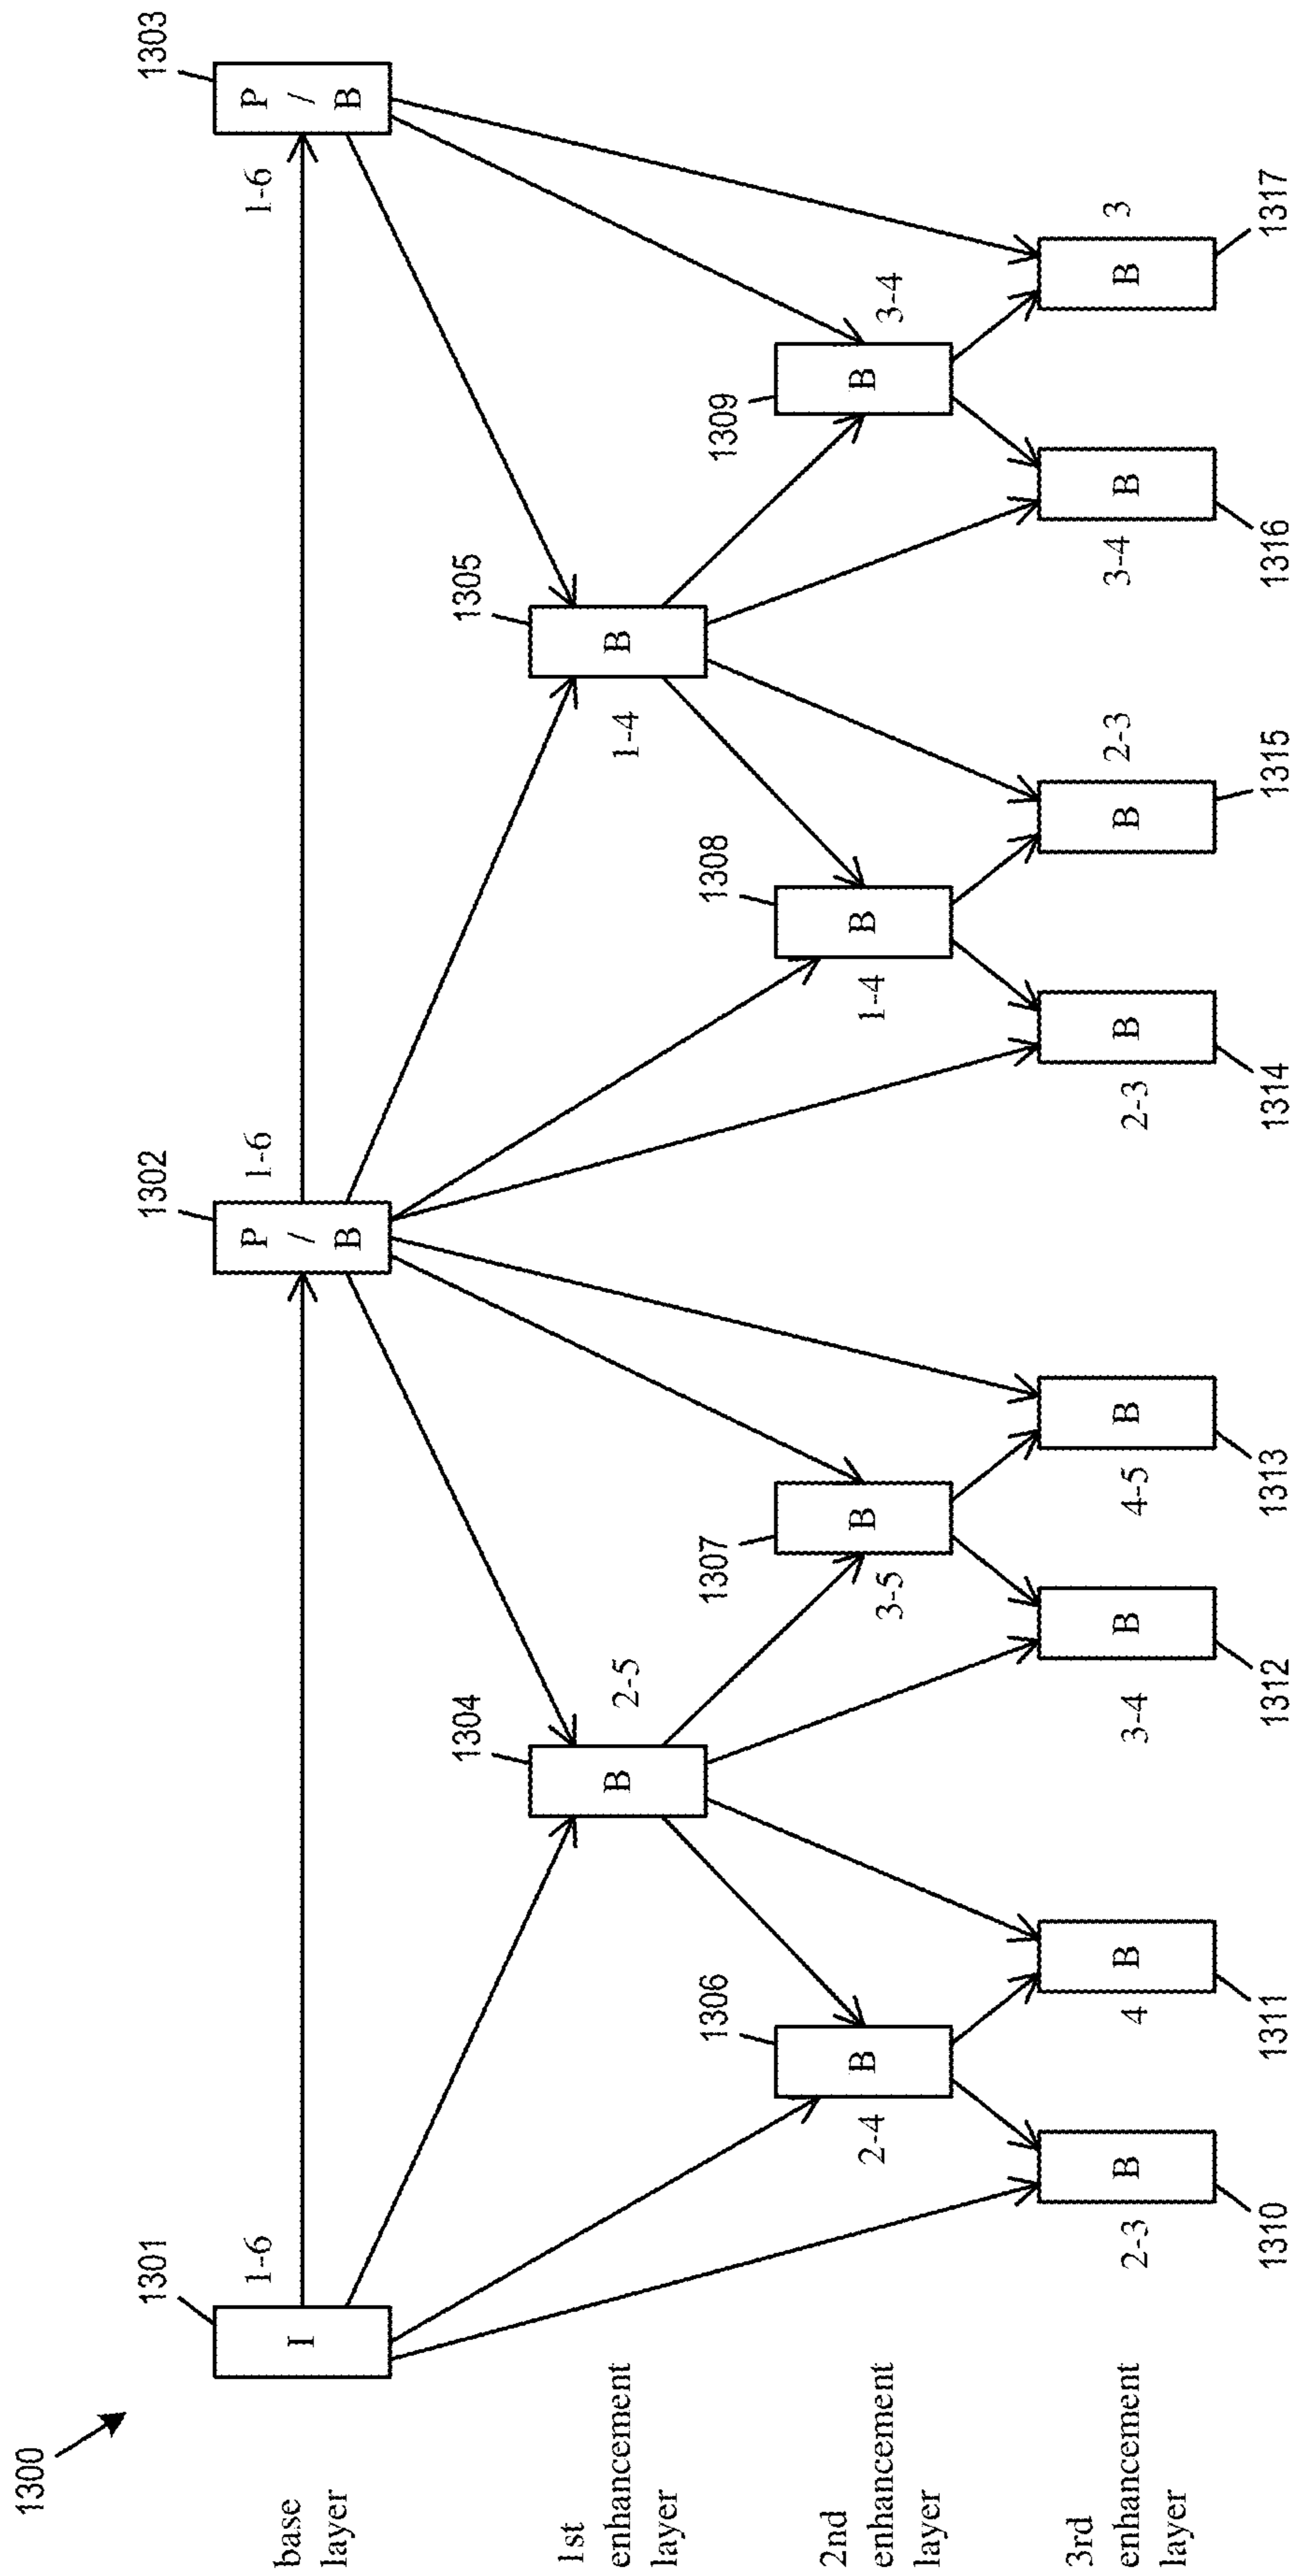 1300
base
layer
1301
I
1-6
1302
P
/
B
1-6
1303
P
/
B
1-6
1st
enhancement
layer
1304
B
2-5
1305
B
1-4
2nd
enhancement
layer
1306
B
2-4
1307
B
3-5
1308
B
1-4
1309
B
3-4
3rd
enhancement
layer
2-3
B
1310
4
B
1311
3-4
B
1312
4-5
B
1313
2-3
B
1314
B
2-3
1315
3-4
B
1316
B
3
1317